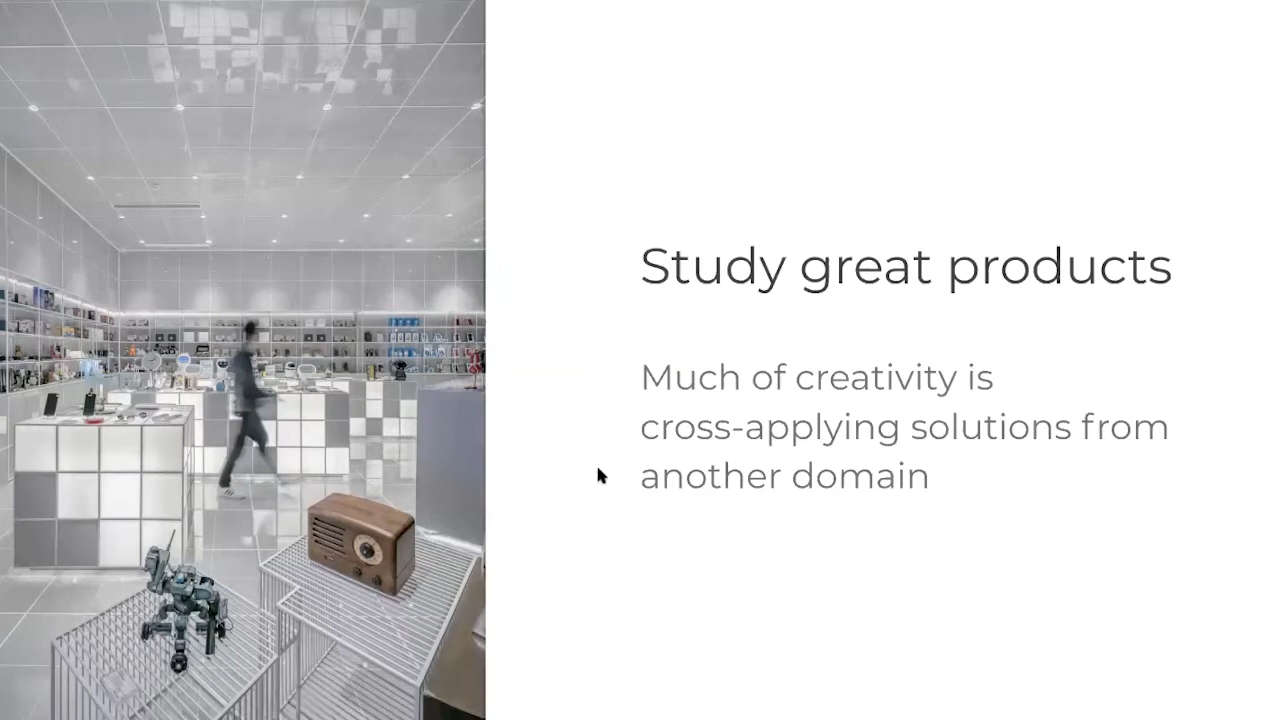 Study great products
Much of creativity is
cross-applying solutions from
another domain